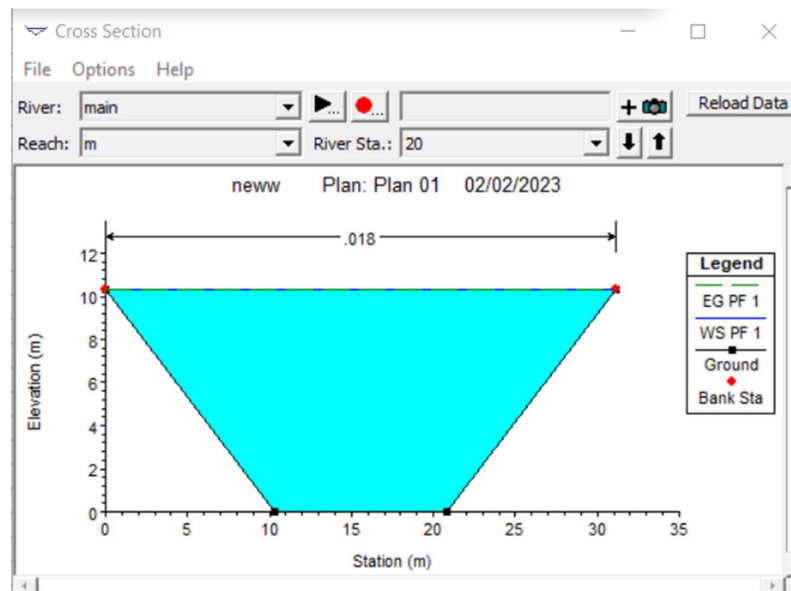 Cross Section
File Options Help
River: main ... ... + Reload Data
Reach: m River Sta.: 20
neww Plan: Plan 01 02/02/2023
.018
12
10
8
6
4
2
0
Elevation (m)
0 5 10 15 20 25 30 35
Station (m)
Legend
EG PF 1
WS PF 1
Ground
Bank Sta